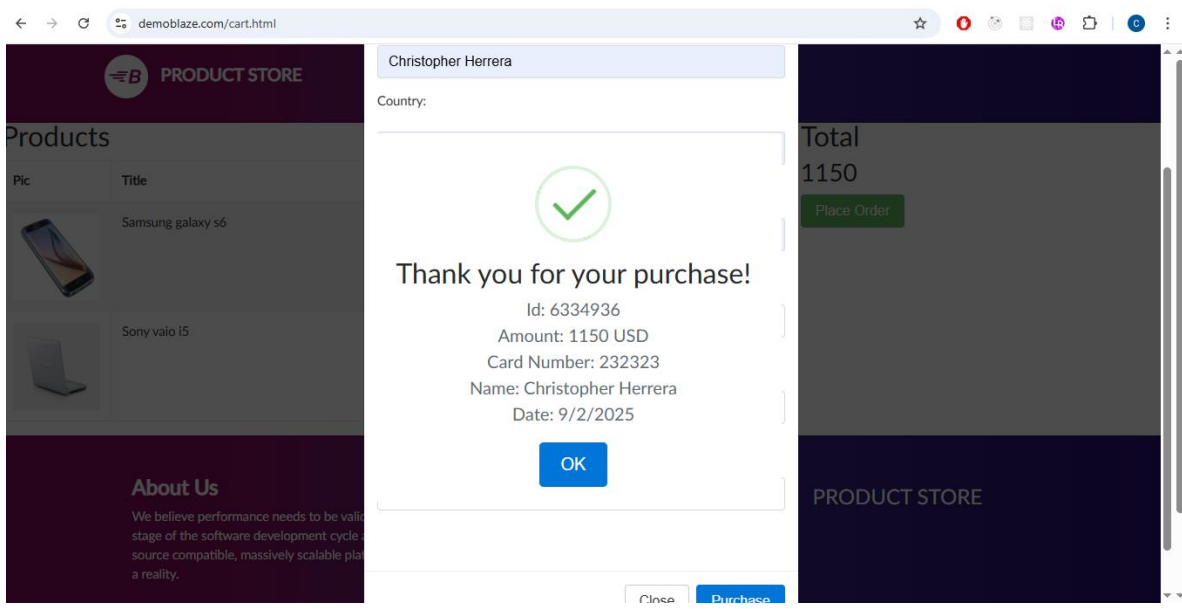 demoblaze.com/cart.html
C
B PRODUCT STORE
Christopher Herrera
Country:
Products
Pic Title
Samsung galaxy s6
Sony vaio i5
Total
1150
Place Order
Thank you for your purchase!
Id: 6334936
Amount: 1150 USD
Card Number: 232323
Name: Christopher Herrera
Date: 9/2/2025
OK
About Us
We believe performance needs to be valid
stage of the software development cycle
source compatible, massively scalable plat
a reality.
PRODUCT STORE
Close Purchase